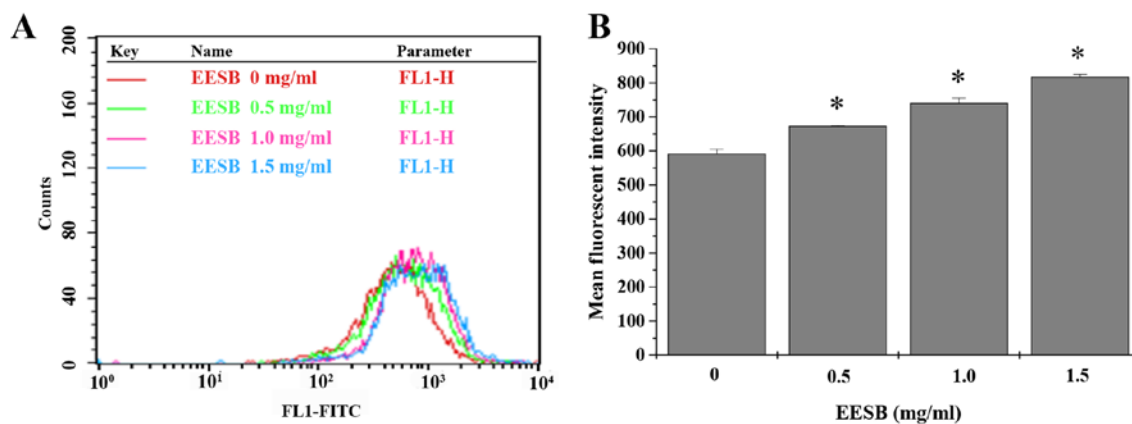 A
Key Name Parameter
EESB 0 mg/ml FL1-H
EESB 0.5 mg/ml FL1-H
EESB 1.0 mg/ml FL1-H
EESB 1.5 mg/ml FL1-H
200
160
120
80
40
0
Counts
10⁰ 10¹ 10² 10³ 10⁴
FL1-FITC
B
900
800
700
600
500
400
300
200
100
0
Mean fluorescent intensity
* * *
0 0.5 1.0 1.5
EESB (mg/ml)